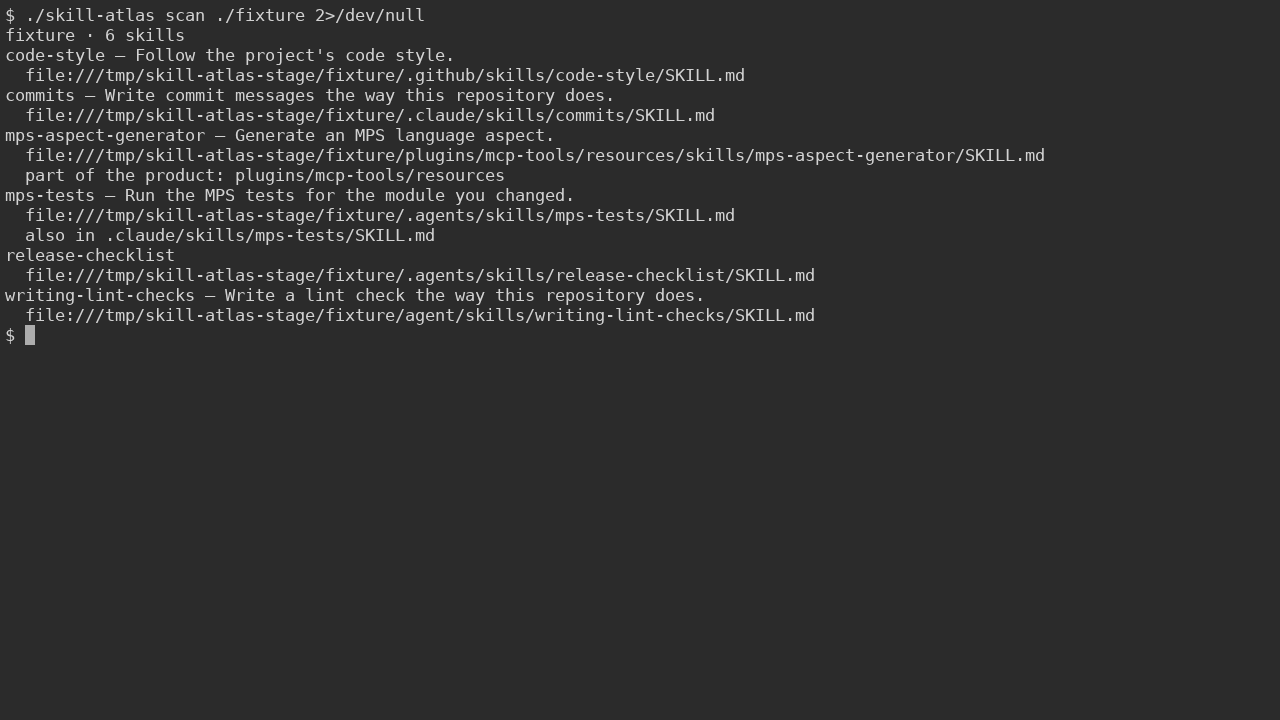 $ ./skill-atlas scan ./fixture 2>/dev/null
fixture · 6 skills
code-style — Follow the project's code style.
  file:///tmp/skill-atlas-stage/fixture/.github/skills/code-style/SKILL.md
commits — Write commit messages the way this repository does.
  file:///tmp/skill-atlas-stage/fixture/.claude/skills/commits/SKILL.md
mps-aspect-generator — Generate an MPS language aspect.
  file:///tmp/skill-atlas-stage/fixture/plugins/mcp-tools/resources/skills/mps-aspect-generator/SKILL.md
  part of the product: plugins/mcp-tools/resources
mps-tests — Run the MPS tests for the module you changed.
  file:///tmp/skill-atlas-stage/fixture/.agents/skills/mps-tests/SKILL.md
  also in .claude/skills/mps-tests/SKILL.md
release-checklist
  file:///tmp/skill-atlas-stage/fixture/.agents/skills/release-checklist/SKILL.md
writing-lint-checks — Write a lint check the way this repository does.
  file:///tmp/skill-atlas-stage/fixture/agent/skills/writing-lint-checks/SKILL.md
$